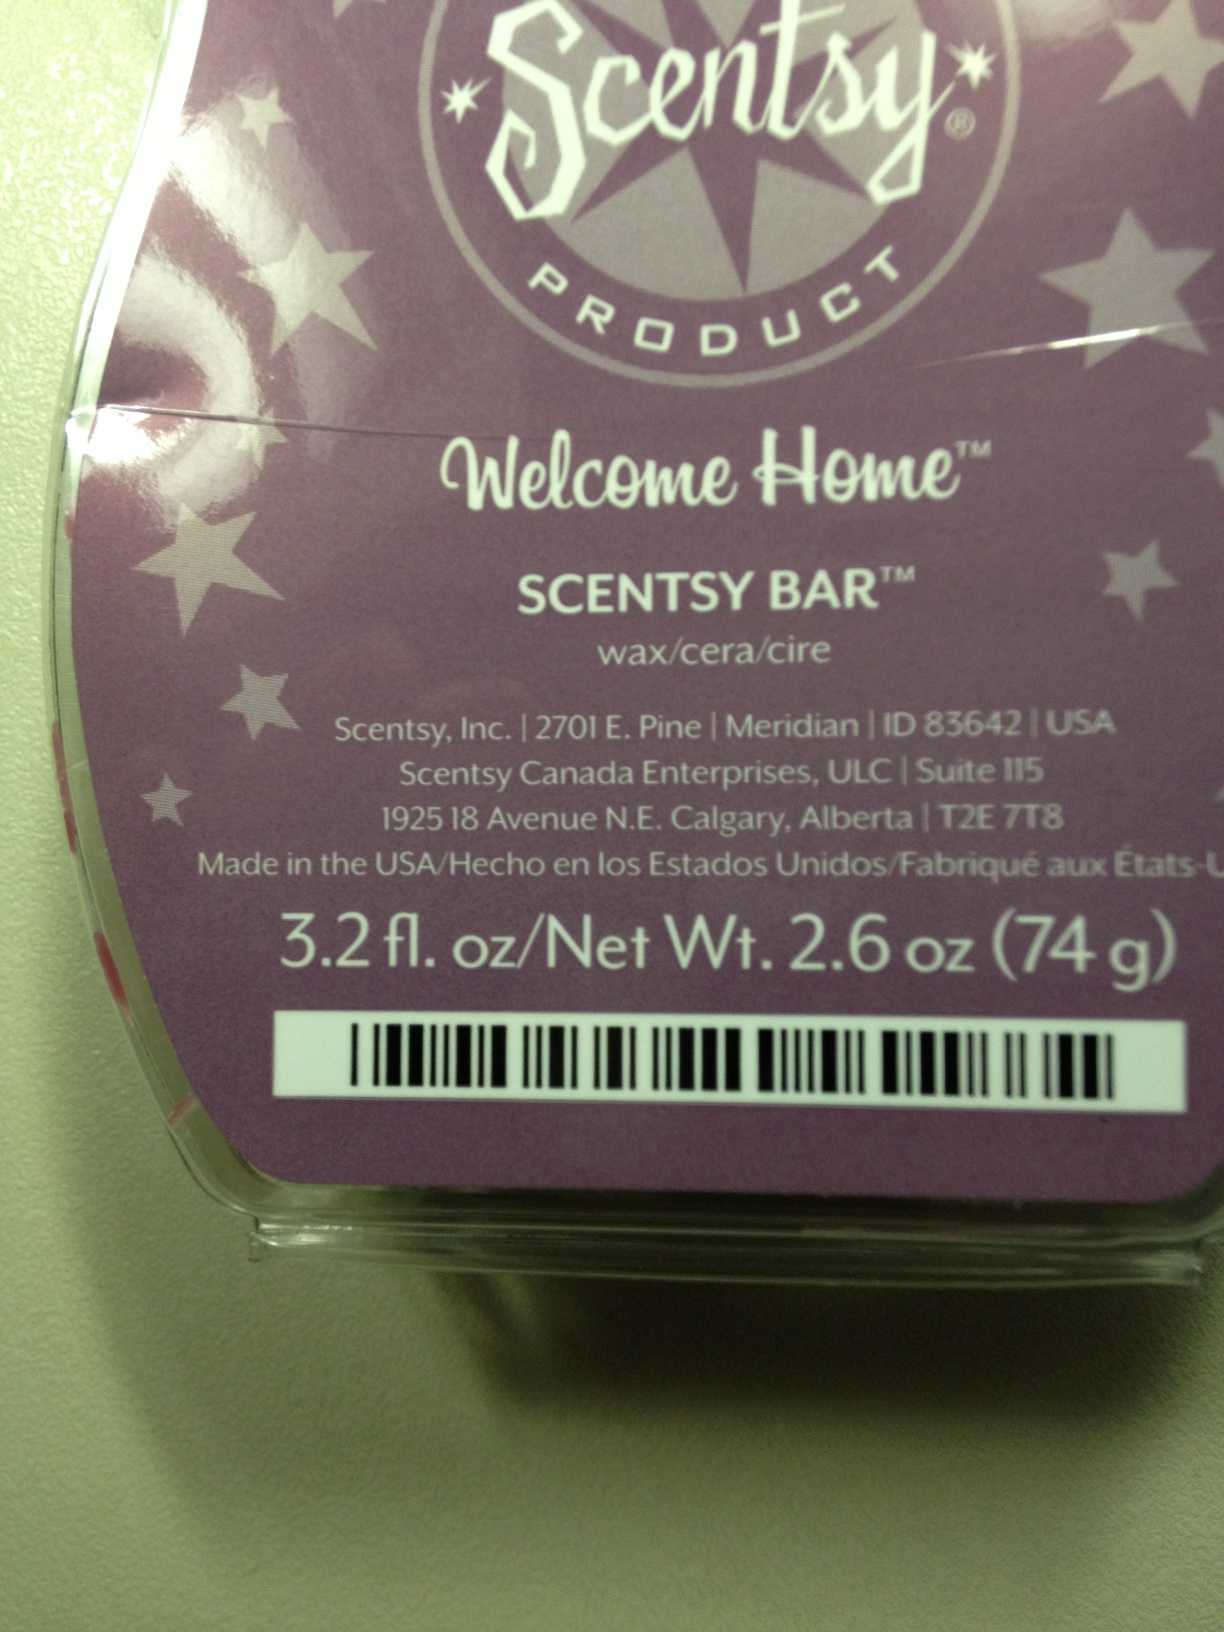 Scentsy®
PRODUCT
Welcome Home™
SCENTSY BAR™
wax/cera/cire
Scentsy, Inc. | 2701 E. Pine | Meridian | ID 83642 | USA
Scentsy Canada Enterprises, ULC | Suite 115
1925 18 Avenue N.E. Calgary, Alberta | T2E 7T8
Made in the USA/Hecho en los Estados Unidos/Fabriqué aux États-U
3.2 fl. oz/Net Wt. 2.6 oz (74 g)